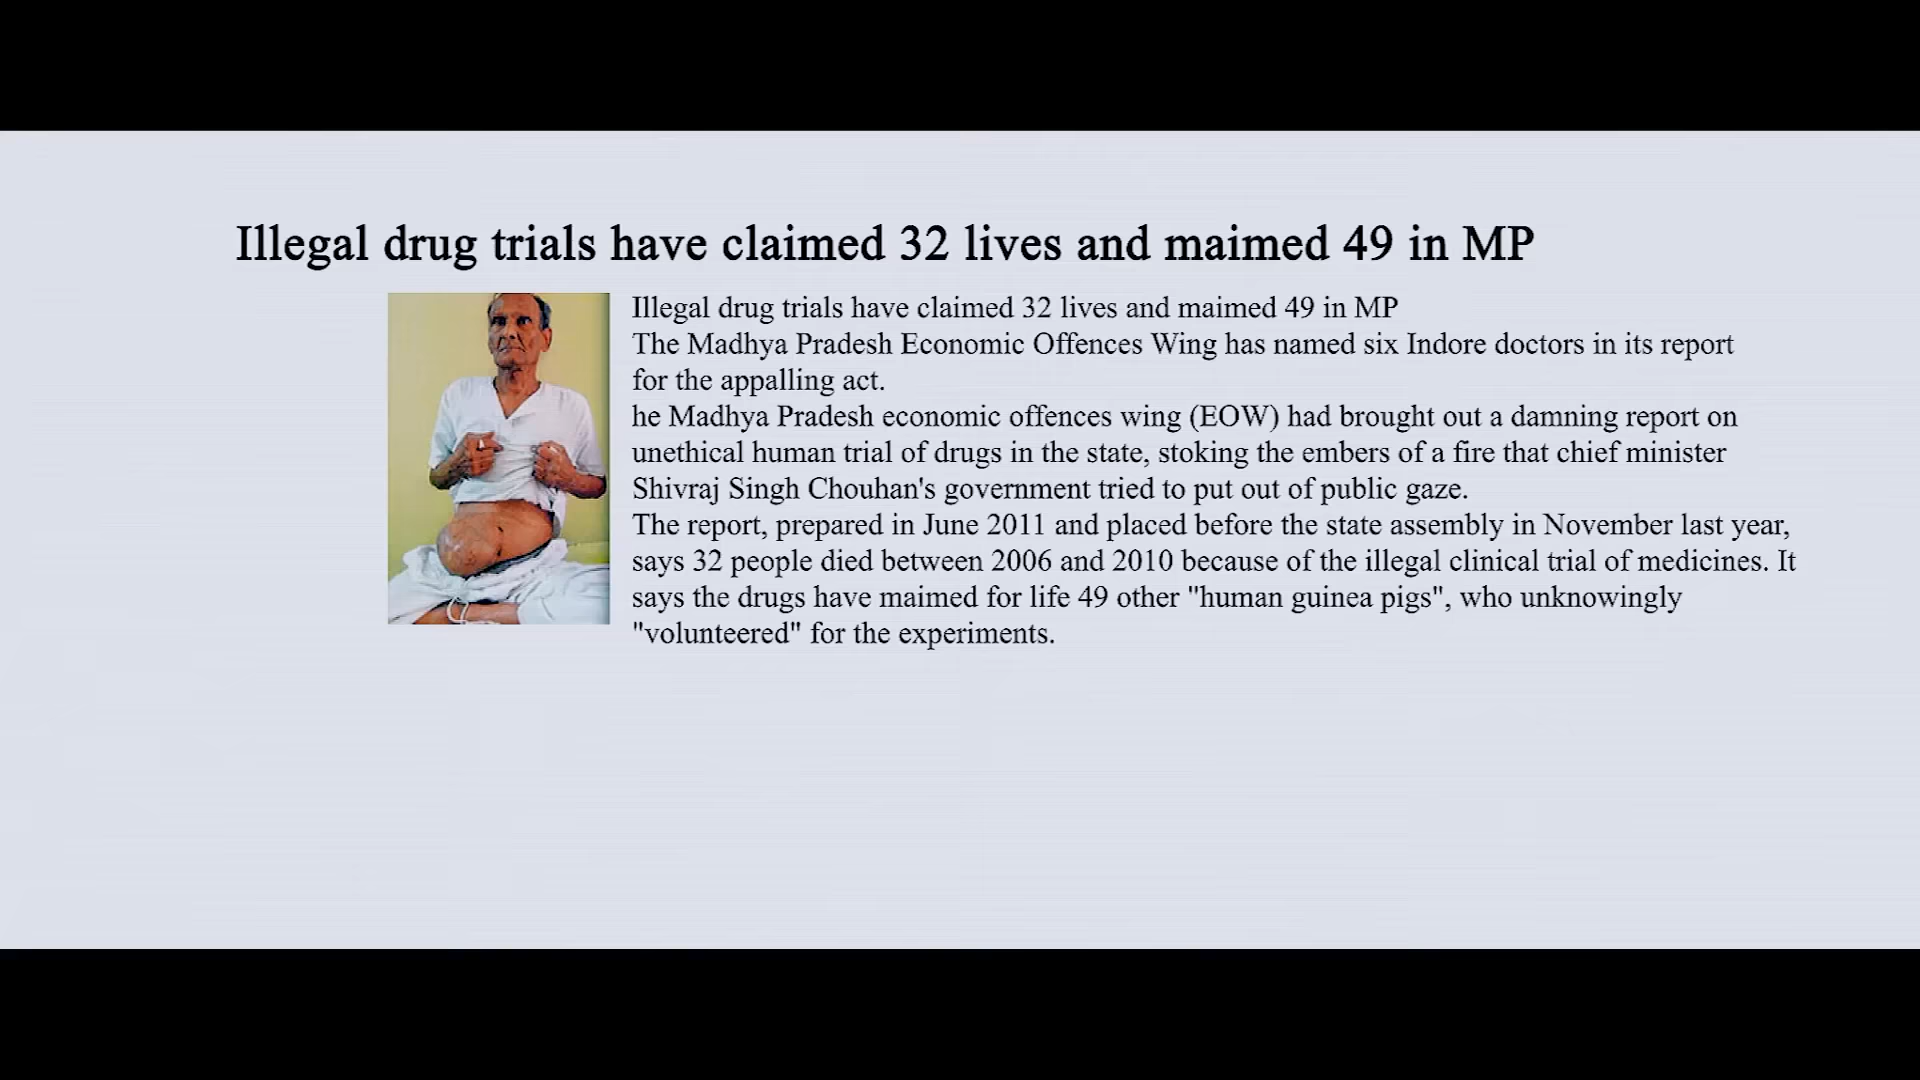 Illegal drug trials have claimed 32 lives and maimed 49 in MP
Illegal drug trials have claimed 32 lives and maimed 49 in MP
The Madhya Pradesh Economic Offences Wing has named six Indore doctors in its report
for the appalling act.
he Madhya Pradesh economic offences wing (EOW) had brought out a damning report on
unethical human trial of drugs in the state, stoking the embers of a fire that chief minister
Shivraj Singh Chouhan's government tried to put out of public gaze.
The report, prepared in June 2011 and placed before the state assembly in November last year,
says 32 people died between 2006 and 2010 because of the illegal clinical trial of medicines. It
says the drugs have maimed for life 49 other "human guinea pigs", who unknowingly
"volunteered" for the experiments.